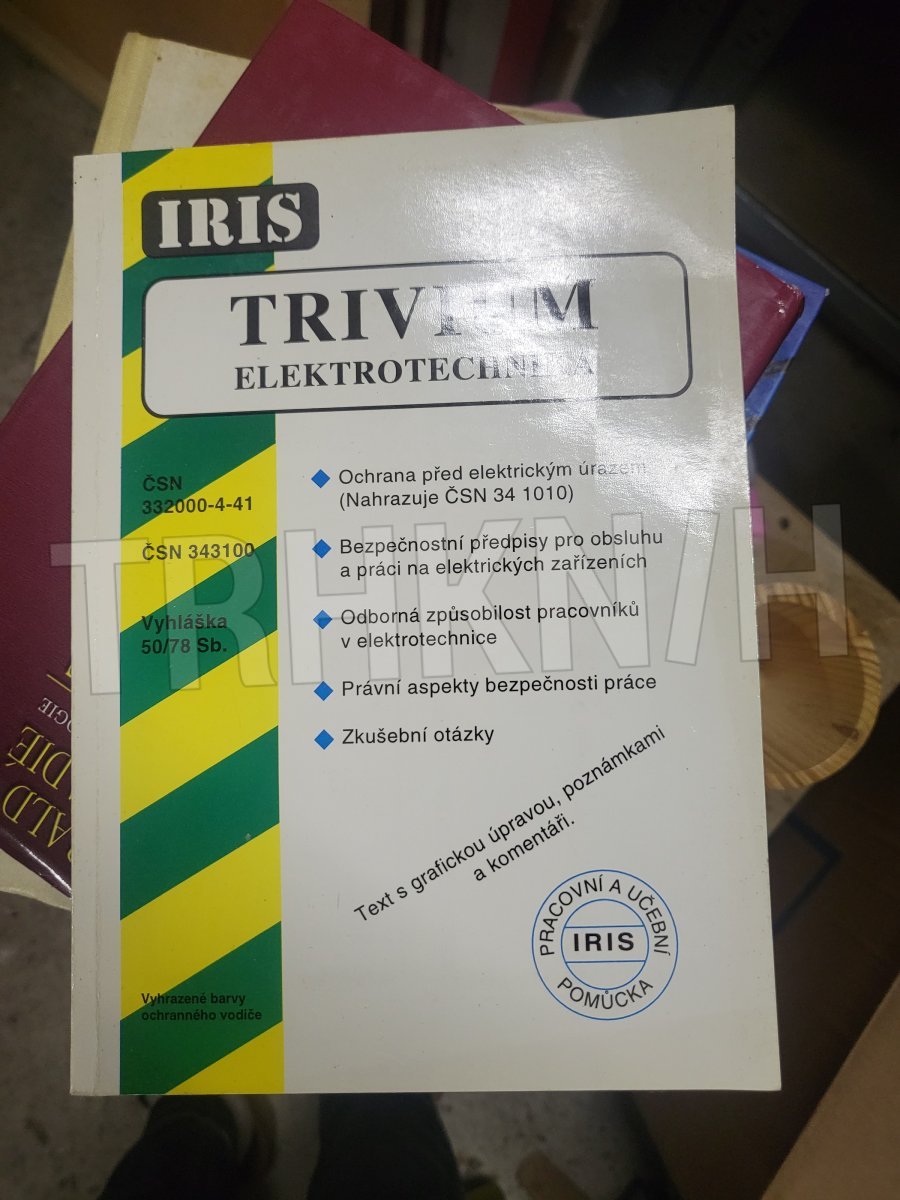 IRIS
TRIVIUM
ELEKTROTECHNIKA
ČSN
332000-4-41
ČSN 343100
Vyhláška
50/78 Sb.
Ochrana před elektrickým úrazem
(Nahrazuje ČSN 34 1010)
Bezpečnostní předpisy pro obsluhu
a práci na elektrických zařízeních
Odborná způsobilost pracovníků
v elektrotechnice
Právní aspekty bezpečnosti práce
Zkušební otázky
Text s grafickou úpravou, poznámkami
a komentáři.
PRACOVNÍ A UČEBNÍ
IRIS
POMŮCKA
Vyhrazené barvy
ochranného vodiče
TRHKN/H